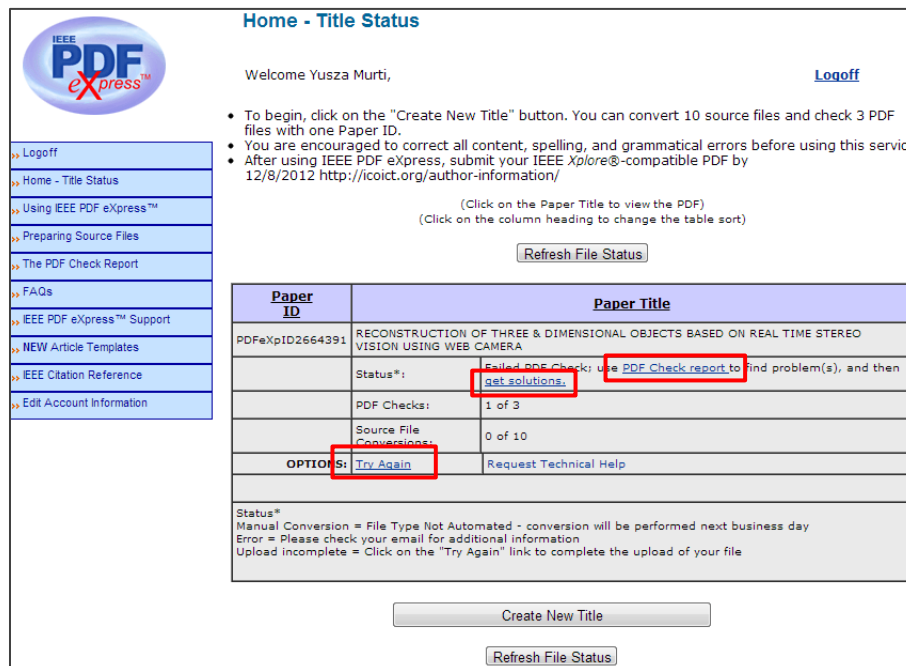 Home - Title Status
IEEE
PDF
eXpress™
Welcome Yusza Murti,
Logoff
• To begin, click on the "Create New Title" button. You can convert 10 source files and check 3 PDF
files with one Paper ID.
• You are encouraged to correct all content, spelling, and grammatical errors before using this servic
• After using IEEE PDF eXpress, submit your IEEE Xplore®-compatible PDF by
12/8/2012 http://icoict.org/author-information/
(Click on the Paper Title to view the PDF)
(Click on the column heading to change the table sort)
Refresh File Status
Logoff
Home - Title Status
Using IEEE PDF eXpress™
Preparing Source Files
The PDF Check Report
FAQs
IEEE PDF eXpress™ Support
NEW Article Templates
IEEE Citation Reference
Edit Account Information
Paper
ID
Paper Title
PDFeXpID2664391
RECONSTRUCTION OF THREE & DIMENSIONAL OBJECTS BASED ON REAL TIME STEREO
VISION USING WEB CAMERA
Status*:
Failed PDF Check; use PDF Check report to find problem(s), and then
get solutions.
PDF Checks: 1 of 3
Source File
Conversions: 0 of 10
OPTIONS: Try Again Request Technical Help
Status*
Manual Conversion = File Type Not Automated - conversion will be performed next business day
Error = Please check your email for additional information
Upload incomplete = Click on the "Try Again" link to complete the upload of your file
Create New Title
Refresh File Status